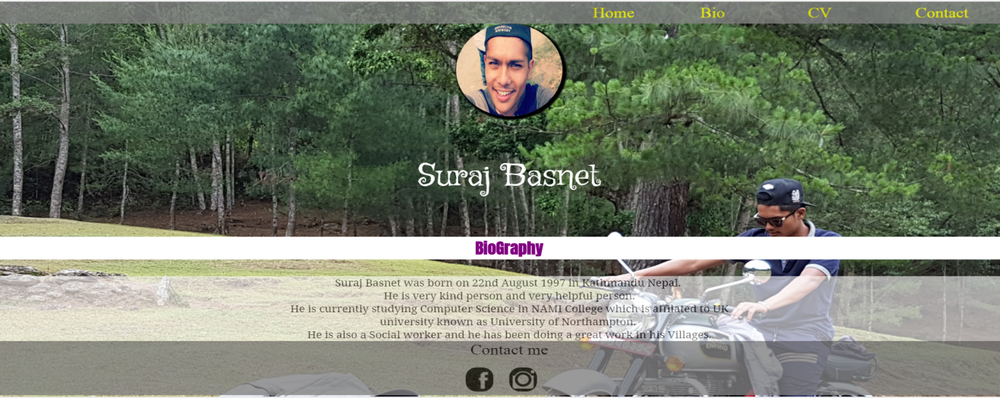 Home Bio CV Contact
BROOKLYN
BREWERY
Suraj Basnet
BioGraphy
Suraj Basnet was born on 22nd August 1997 in Kathmandu Nepal.
He is very kind person and very helpful person.
He is currently studying Computer Science in NAMI College which is affilated to UK
university known as University of Northampton.
He is also a Social worker and he has been doing a great work in his Villages.
Contact me